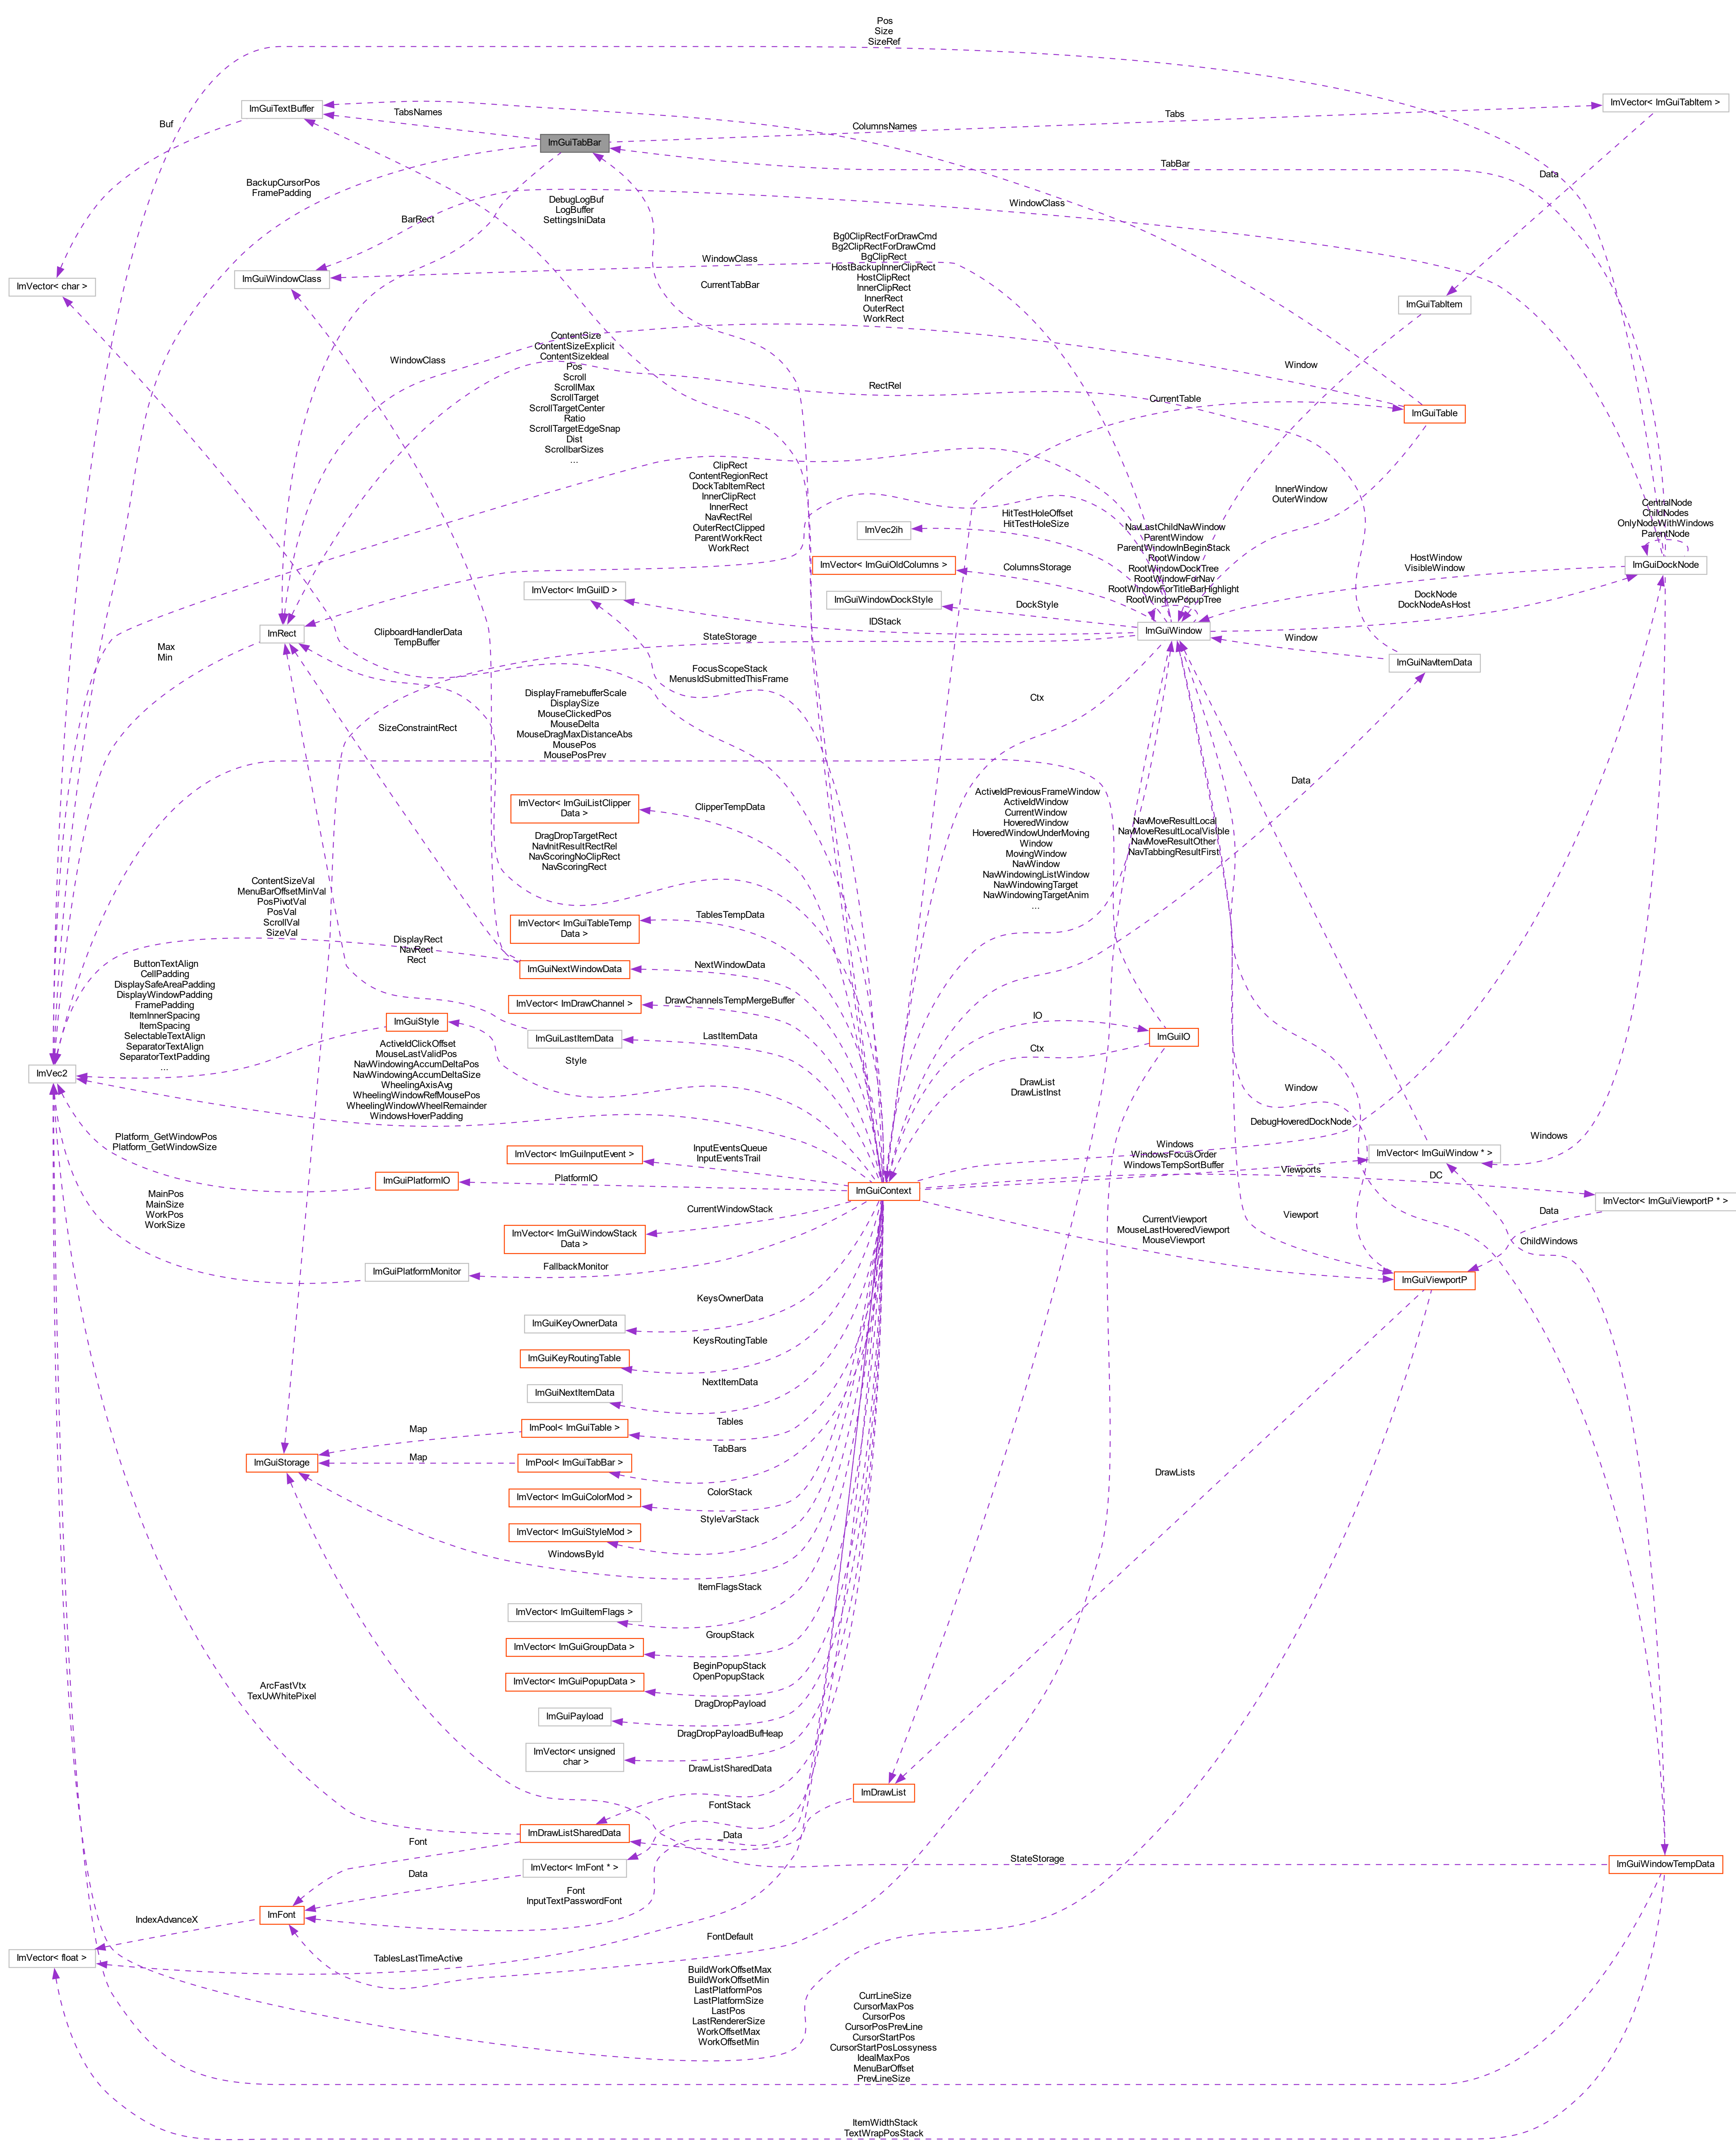 Pos
Size
SizeRef
ImGuiTextBuffer
ImVector< ImGuiTabItem >
TabsNames
Tabs
Buf
ColumnsNames
ImGuiTabBar
TabBar
Data
BackupCursorPos
FramePadding
DebugLogBuf
LogBuffer
SettingsIniData
WindowClass
BarRect
Bg0ClipRectForDrawCmd
Bg2ClipRectForDrawCmd
BgClipRect
HostBackupInnerClipRect
HostClipRect
InnerClipRect
InnerRect
OuterRect
WorkRect
WindowClass
ImGuiWindowClass
ImVector< char >
CurrentTabBar
ImGuiTabItem
ContentSize
ContentSizeExplicit
ContentSizeIdeal
Pos
Scroll
ScrollMax
ScrollTarget
ScrollTargetCenter
Ratio
ScrollTargetEdgeSnap
Dist
ScrollbarSizes
...
WindowClass
Window
RectRel
CurrentTable
ImGuiTable
ClipRect
ContentRegionRect
DockTabItemRect
InnerClipRect
InnerRect
NavRectRel
OuterRectClipped
ParentWorkRect
WorkRect
InnerWindow
OuterWindow
CentralNode
ChildNodes
OnlyNodeWithWindows
ParentNode
HitTestHoleOffset
HitTestHoleSize
ImVec2ih
NavLastChildNavWindow
ParentWindow
ParentWindowInBeginStack
RootWindow
RootWindowDockTree
RootWindowForNav
RootWindowForTitleBarHighlight
RootWindowPopupTree
HostWindow
VisibleWindow
ImVector< ImGuiOldColumns >
ColumnsStorage
ImGuiDockNode
ImVector< ImGuiID >
ImGuiWindowDockStyle
DockStyle
DockNode
DockNodeAsHost
IDStack
ImRect
ImGuiWindow
ClipboardHandlerData
TempBuffer
StateStorage
Window
Max
Min
ImGuiNavItemData
FocusScopeStack
MenusIdSubmittedThisFrame
DisplayFramebufferScale
DisplaySize
MouseClickedPos
MouseDelta
MouseDragMaxDistanceAbs
MousePos
MousePosPrev
Ctx
SizeConstraintRect
Data
ActiveIdPreviousFrameWindow
ActiveIdWindow
CurrentWindow
HoveredWindow
HoveredWindowUnderMoving
Window
MovingWindow
NavWindow
NavWindowingListWindow
NavWindowingTarget
NavWindowingTargetAnim
...
ImVector< ImGuiListClipper
Data >
ClipperTempData
NavMoveResultLocal
NavMoveResultLocalVisible
NavMoveResultOther
NavTabbingResultFirst
DragDropTargetRect
NavInitResultRectRel
NavScoringNoClipRect
NavScoringRect
ContentSizeVal
MenuBarOffsetMinVal
PosPivotVal
PosVal
ScrollVal
SizeVal
ImVector< ImGuiTableTemp
Data >
TablesTempData
DisplayRect
NavRect
Rect
ButtonTextAlign
CellPadding
DisplaySafeAreaPadding
DisplayWindowPadding
FramePadding
ItemInnerSpacing
ItemSpacing
SelectableTextAlign
SeparatorTextAlign
SeparatorTextPadding
...
ImGuiNextWindowData
NextWindowData
ImVector< ImDrawChannel >
DrawChannelsTempMergeBuffer
IO
ImGuiStyle
ImGuiLastItemData
LastItemData
ImGuiIO
ActiveIdClickOffset
MouseLastValidPos
NavWindowingAccumDeltaPos
NavWindowingAccumDeltaSize
WheelingAxisAvg
WheelingWindowRefMousePos
WheelingWindowWheelRemainder
WindowsHoverPadding
Ctx
Style
ImVec2
DrawList
DrawListInst
Window
DebugHoveredDockNode
Platform_GetWindowPos
Platform_GetWindowSize
ImVector< ImGuiInputEvent >
InputEventsQueue
InputEventsTrail
Windows
WindowsFocusOrder
WindowsTempSortBuffer
ImVector< ImGuiWindow * >
Windows
ImGuiPlatformIO
PlatformIO
ImGuiContext
Viewports
DC
MainPos
MainSize
WorkPos
WorkSize
ImVector< ImGuiViewportP * >
CurrentWindowStack
Viewport
Data
ImVector< ImGuiWindowStack
Data >
CurrentViewport
MouseLastHoveredViewport
MouseViewport
ChildWindows
ImGuiPlatformMonitor
FallbackMonitor
ImGuiViewportP
KeysOwnerData
ImGuiKeyOwnerData
KeysRoutingTable
ImGuiKeyRoutingTable
NextItemData
ImGuiNextItemData
Map
ImPool< ImGuiTable >
Tables
ImGuiStorage
Map
ImPool< ImGuiTabBar >
TabBars
DrawLists
ImVector< ImGuiColorMod >
ColorStack
ImVector< ImGuiStyleMod >
StyleVarStack
WindowsById
ItemFlagsStack
ImVector< ImGuiItemFlags >
ImVector< ImGuiGroupData >
GroupStack
ImVector< ImGuiPopupData >
BeginPopupStack
OpenPopupStack
ArcFastVtx
TexUvWhitePixel
ImGuiPayload
DragDropPayload
ImVector< unsigned
char >
DragDropPayloadBufHeap
DrawListSharedData
ImDrawList
FontStack
ImDrawListSharedData
Data
Font
StateStorage
ImGuiWindowTempData
Data
ImVector< ImFont * >
Font
InputTextPasswordFont
ImFont
IndexAdvanceX
FontDefault
ImVector< float >
TablesLastTimeActive
BuildWorkOffsetMax
BuildWorkOffsetMin
LastPlatformPos
LastPlatformSize
LastPos
LastRendererSize
WorkOffsetMax
WorkOffsetMin
CurrLineSize
CursorMaxPos
CursorPos
CursorPosPrevLine
CursorStartPos
CursorStartPosLossyness
IdealMaxPos
MenuBarOffset
PrevLineSize
ItemWidthStack
TextWrapPosStack